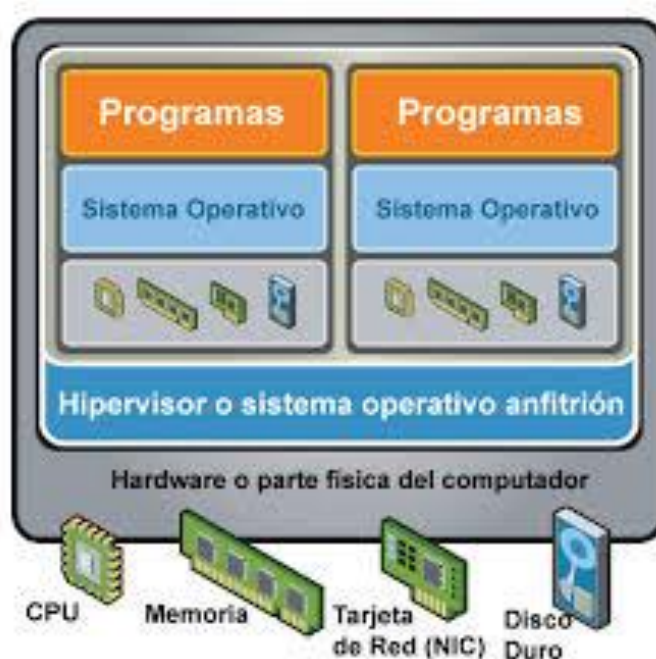 Programas
Programas
Sistema Operativo
Sistema Operativo
Hipervisor o sistema operativo anfitrión
Hardware o parte física del computador
CPU
Memoria
Tarjeta
de Red (NIC)
Disco
Duro